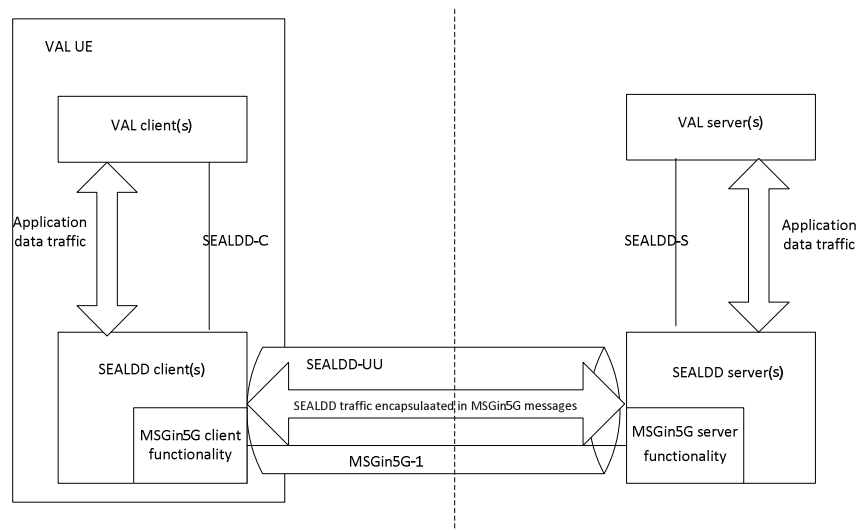 VAL UE
VAL client(s)
VAL server(s)
Application
data traffic
SEALDD-C
SEALDD-S
Application
data traffic
SEALDD client(s)
SEALDD-UU
SEALDD server(s)
SEALDD traffic encapsulaated in MSGin5G messages
MSGin5G client
functionality
MSGin5G-1
MSGin5G server
functionality